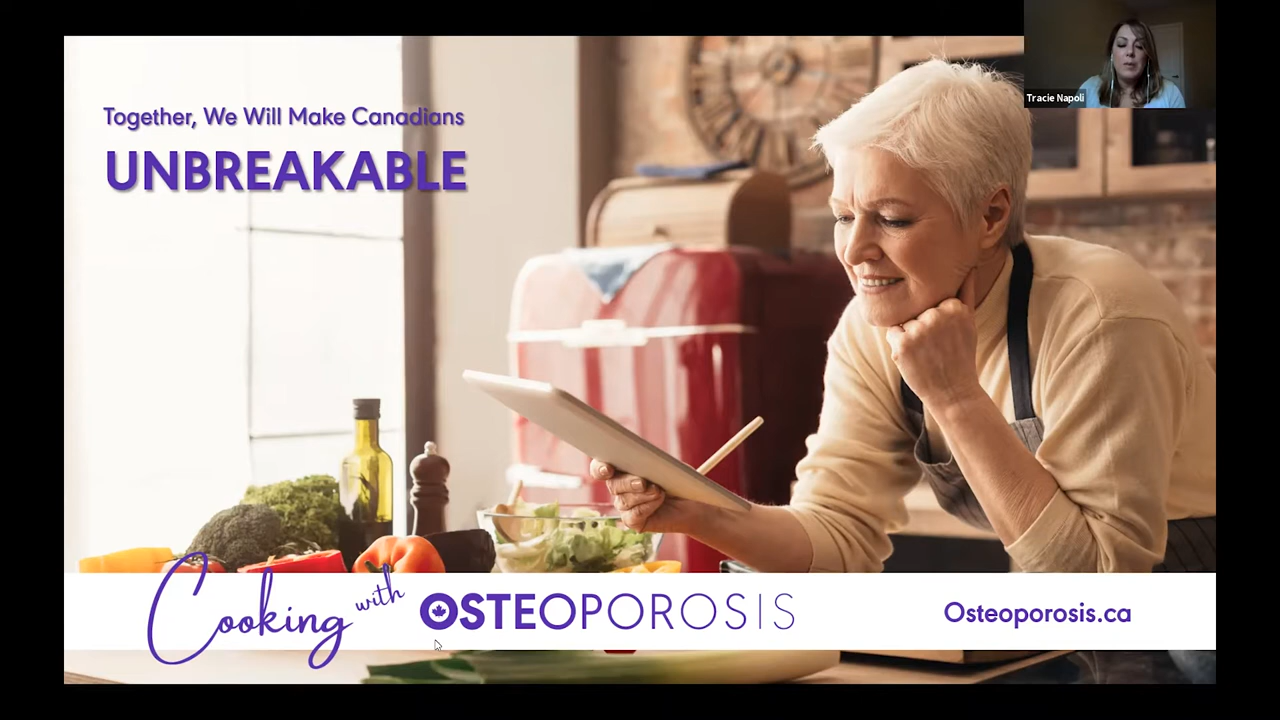 Together, We Will Make Canadians
UNBREAKABLE
Tracie Napoli
Cooking with OSTEOPOROSIS
Osteoporosis.ca